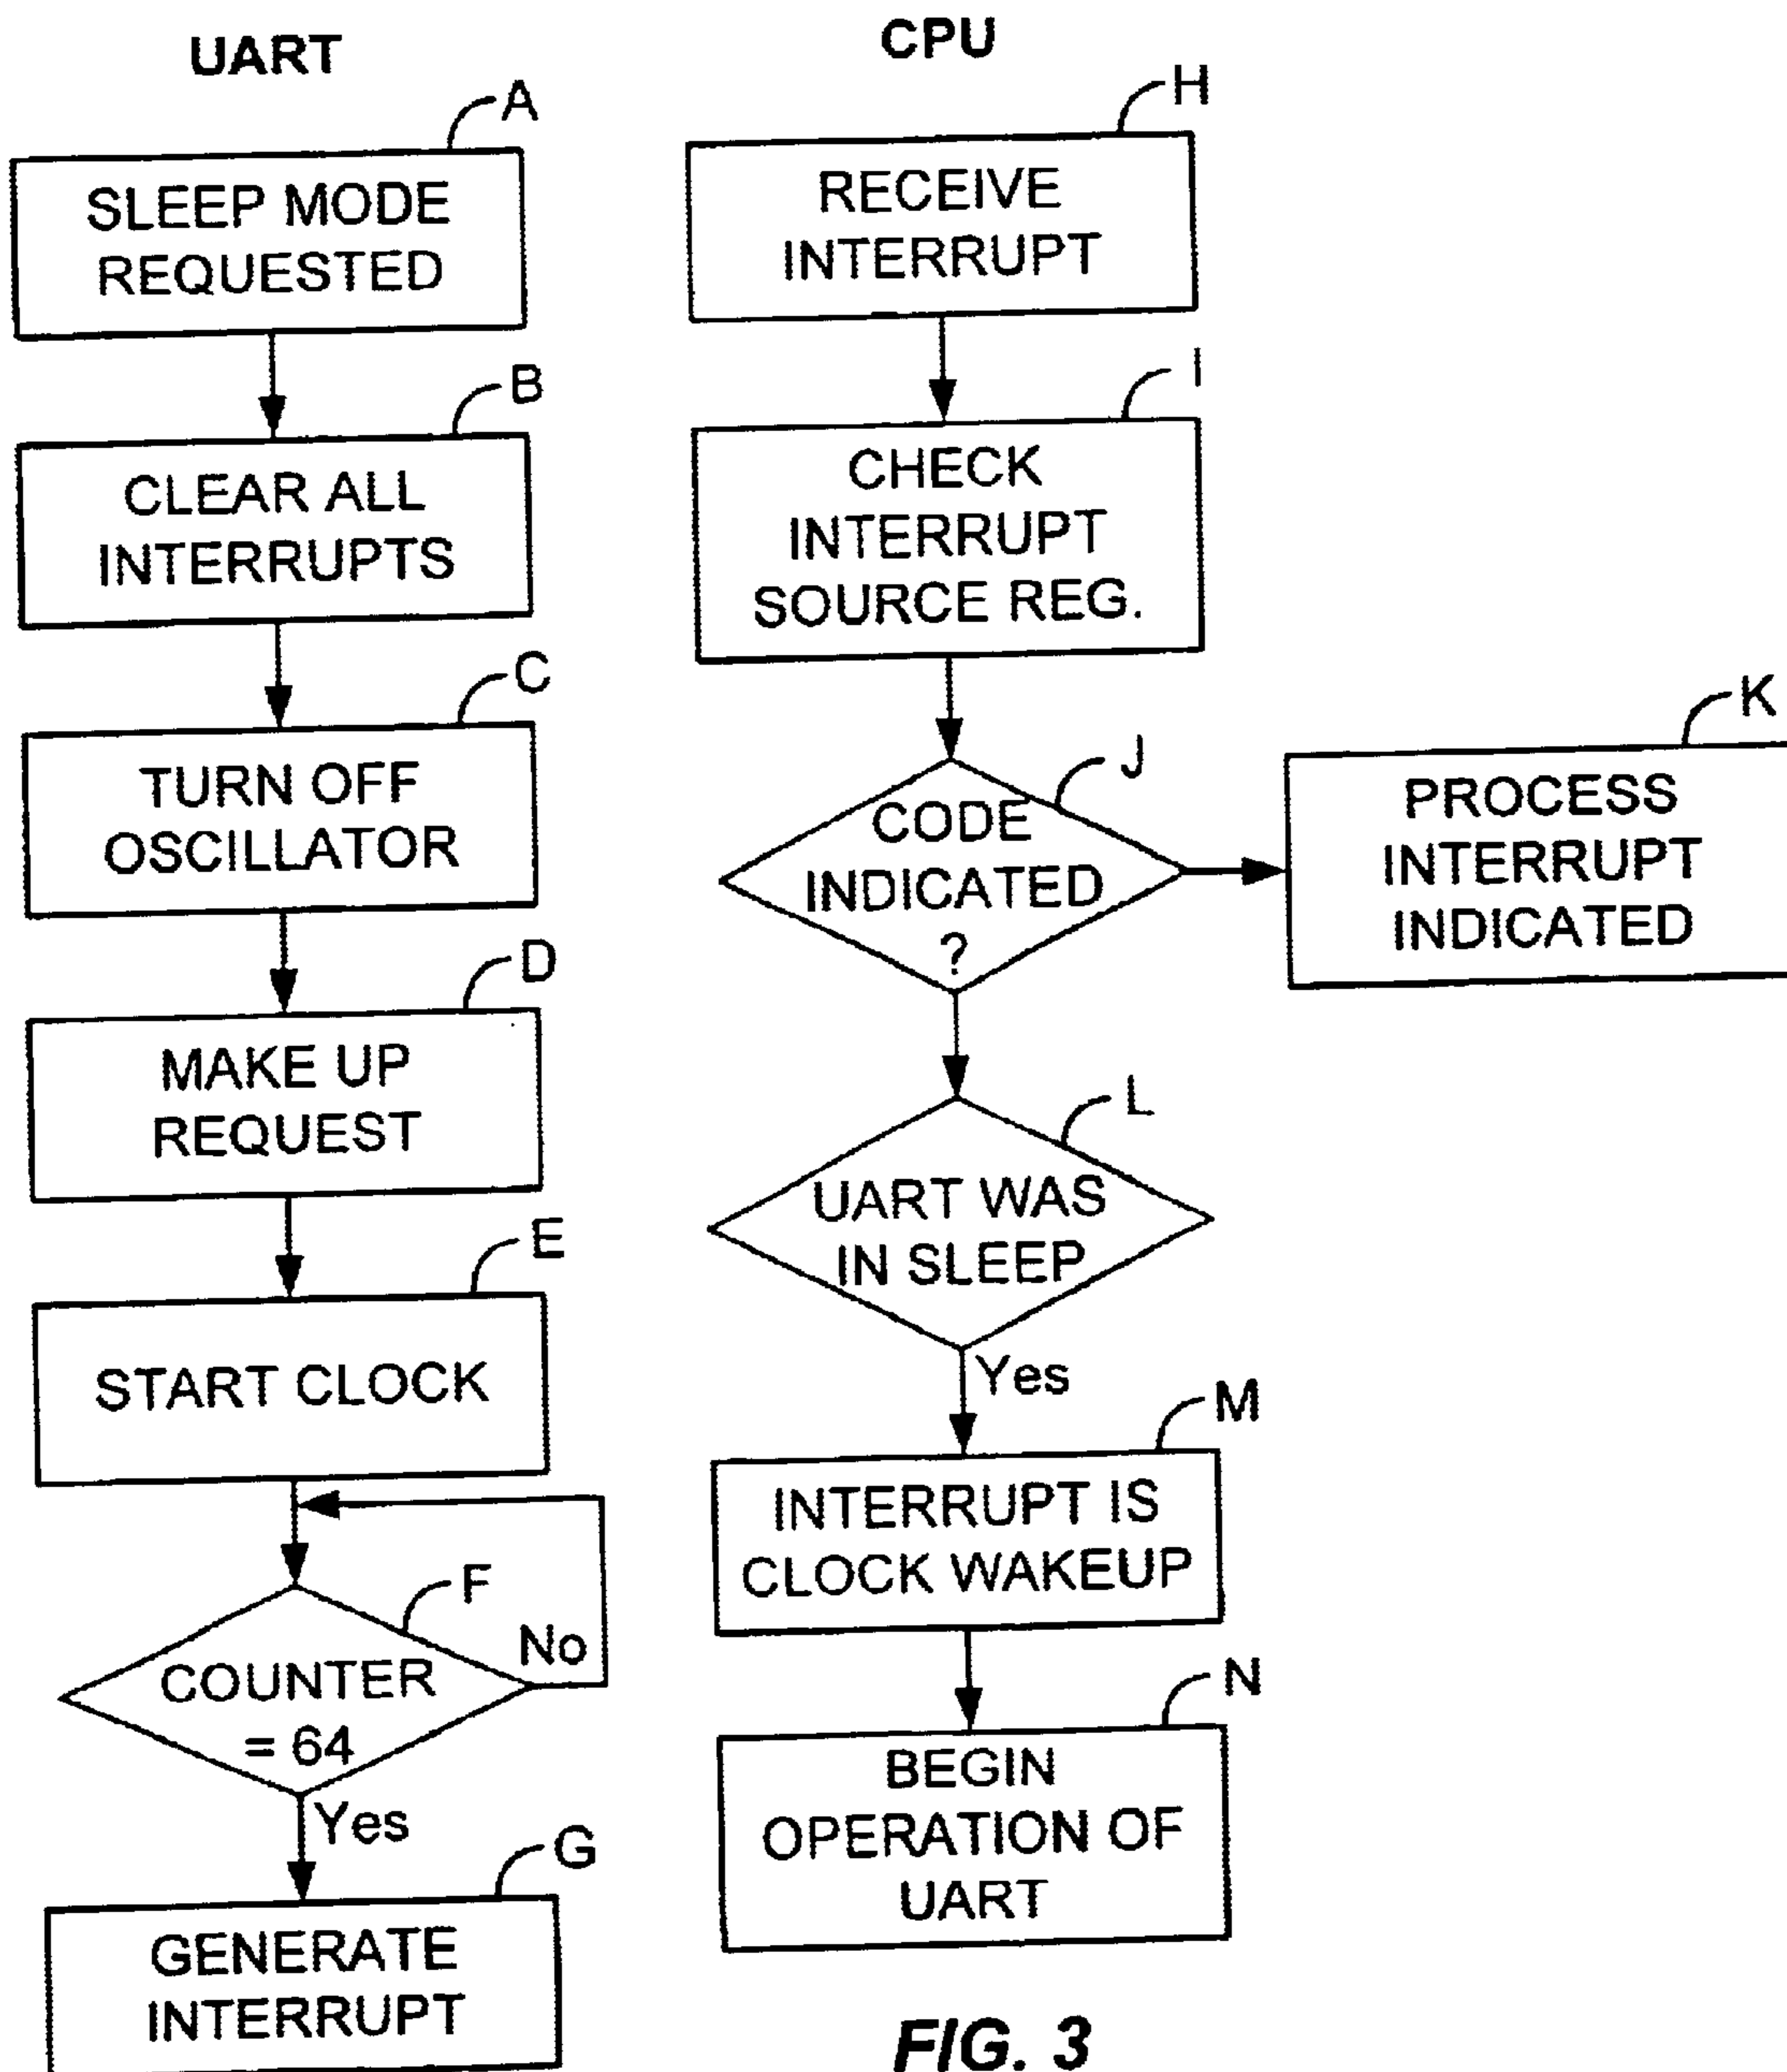 UART
A
SLEEP MODE
REQUESTED
B
CLEAR ALL
INTERRUPTS
C
TURN OFF
OSCILLATOR
D
MAKE UP
REQUEST
E
START CLOCK
F
No
COUNTER
= 64
Yes
G
GENERATE
INTERRUPT
CPU
H
RECEIVE
INTERRUPT
I
CHECK
INTERRUPT
SOURCE REG.
J
CODE
INDICATED
?
K
PROCESS
INTERRUPT
INDICATED
L
UART WAS
IN SLEEP
Yes
M
INTERRUPT IS
CLOCK WAKEUP
N
BEGIN
OPERATION OF
UART
FIG. 3